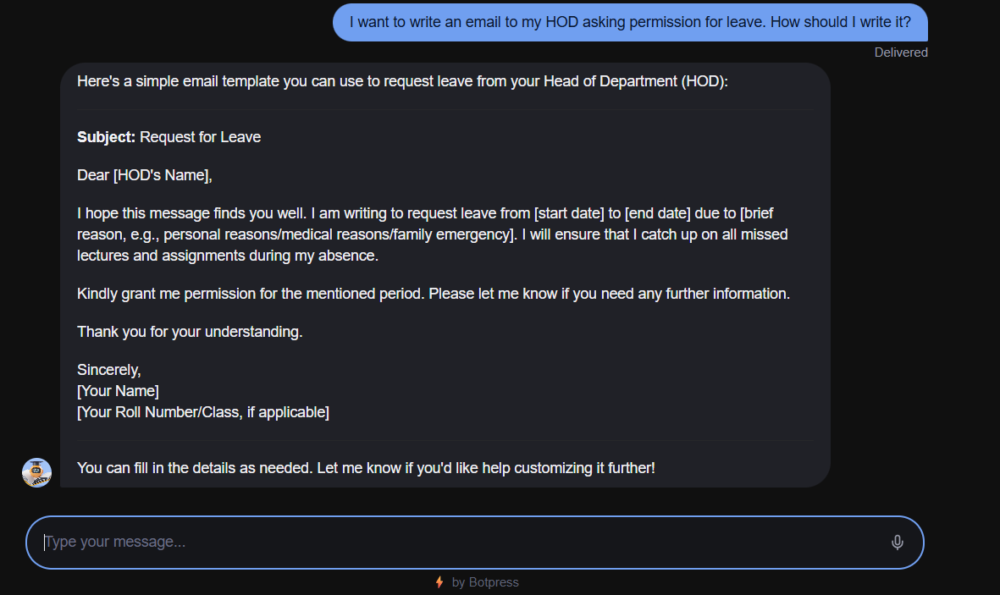 I want to write an email to my HOD asking permission for leave. How should I write it?
Delivered
Here's a simple email template you can use to request leave from your Head of Department (HOD):
Subject: Request for Leave
Dear [HOD's Name],
I hope this message finds you well. I am writing to request leave from [start date] to [end date] due to [brief
reason, e.g., personal reasons/medical reasons/family emergency]. I will ensure that I catch up on all missed
lectures and assignments during my absence.
Kindly grant me permission for the mentioned period. Please let me know if you need any further information.
Thank you for your understanding.
Sincerely,
[Your Name]
[Your Roll Number/Class, if applicable]
You can fill in the details as needed. Let me know if you'd like help customizing it further!
Type your message...
by Botpress